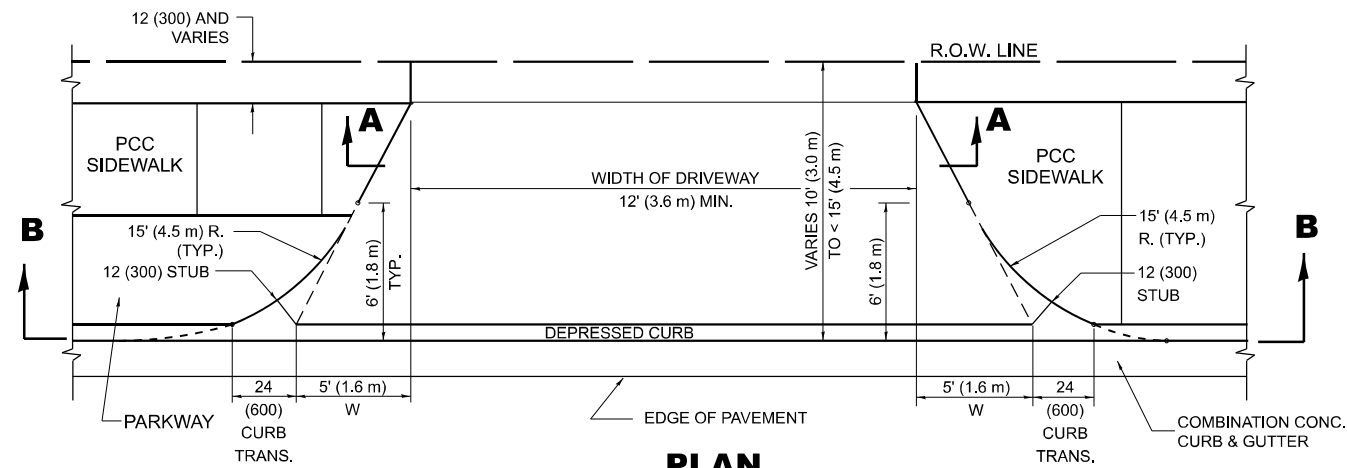 12 (300) AND
VARIES
R.O.W. LINE
A
A
PCC
SIDEWALK
PCC
SIDEWALK
WIDTH OF DRIVEWAY
12' (3.6 m) MIN.
VARIES 10' (3.0 m)
TO < 15' (4.5 m)
B
B
15' (4.5 m) R.
(TYP.)
15' (4.5 m)
R. (TYP.)
12 (300) STUB
12 (300)
STUB
6' (1.8 m)
TYP.
6' (1.8 m)
DEPRESSED CURB
24
(600)
CURB
TRANS.
5' (1.6 m)
W
5' (1.6 m)
W
24
(600)
CURB
TRANS.
PARKWAY
EDGE OF PAVEMENT
COMBINATION CONC.
CURB & GUTTER
PLAN